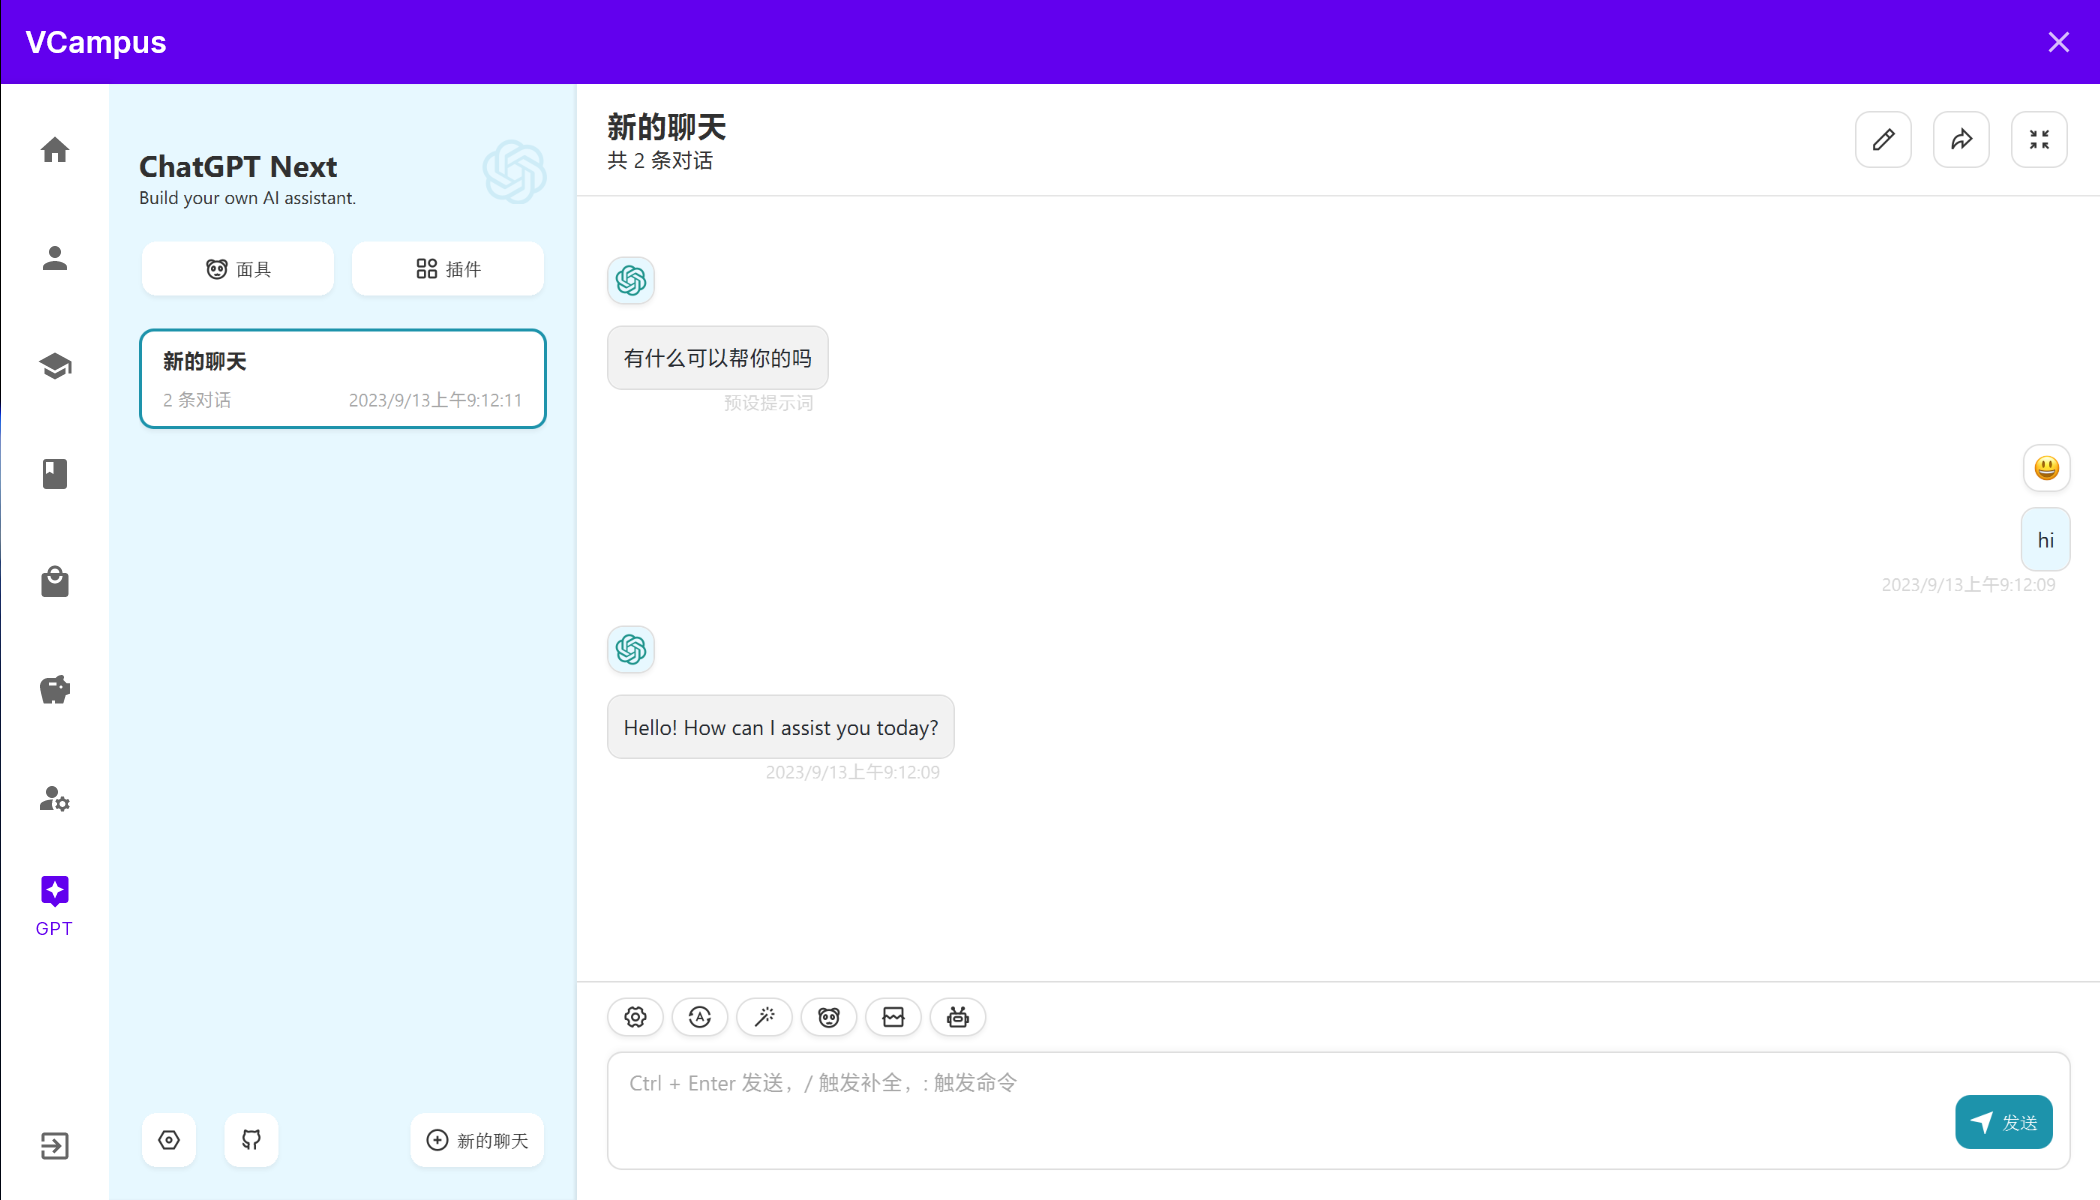 VCampus
GPT
ChatGPT Next
Build your own AI assistant.
面具
插件
新的聊天
2 条对话 2023/9/13上午9:12:11
新的聊天
新的聊天
共 2 条对话
有什么可以帮你的吗
预设提示词
hi
2023/9/13上午9:12:09
Hello! How can I assist you today?
2023/9/13上午9:12:09
Ctrl + Enter 发送，/ 触发补全，: 触发命令
发送